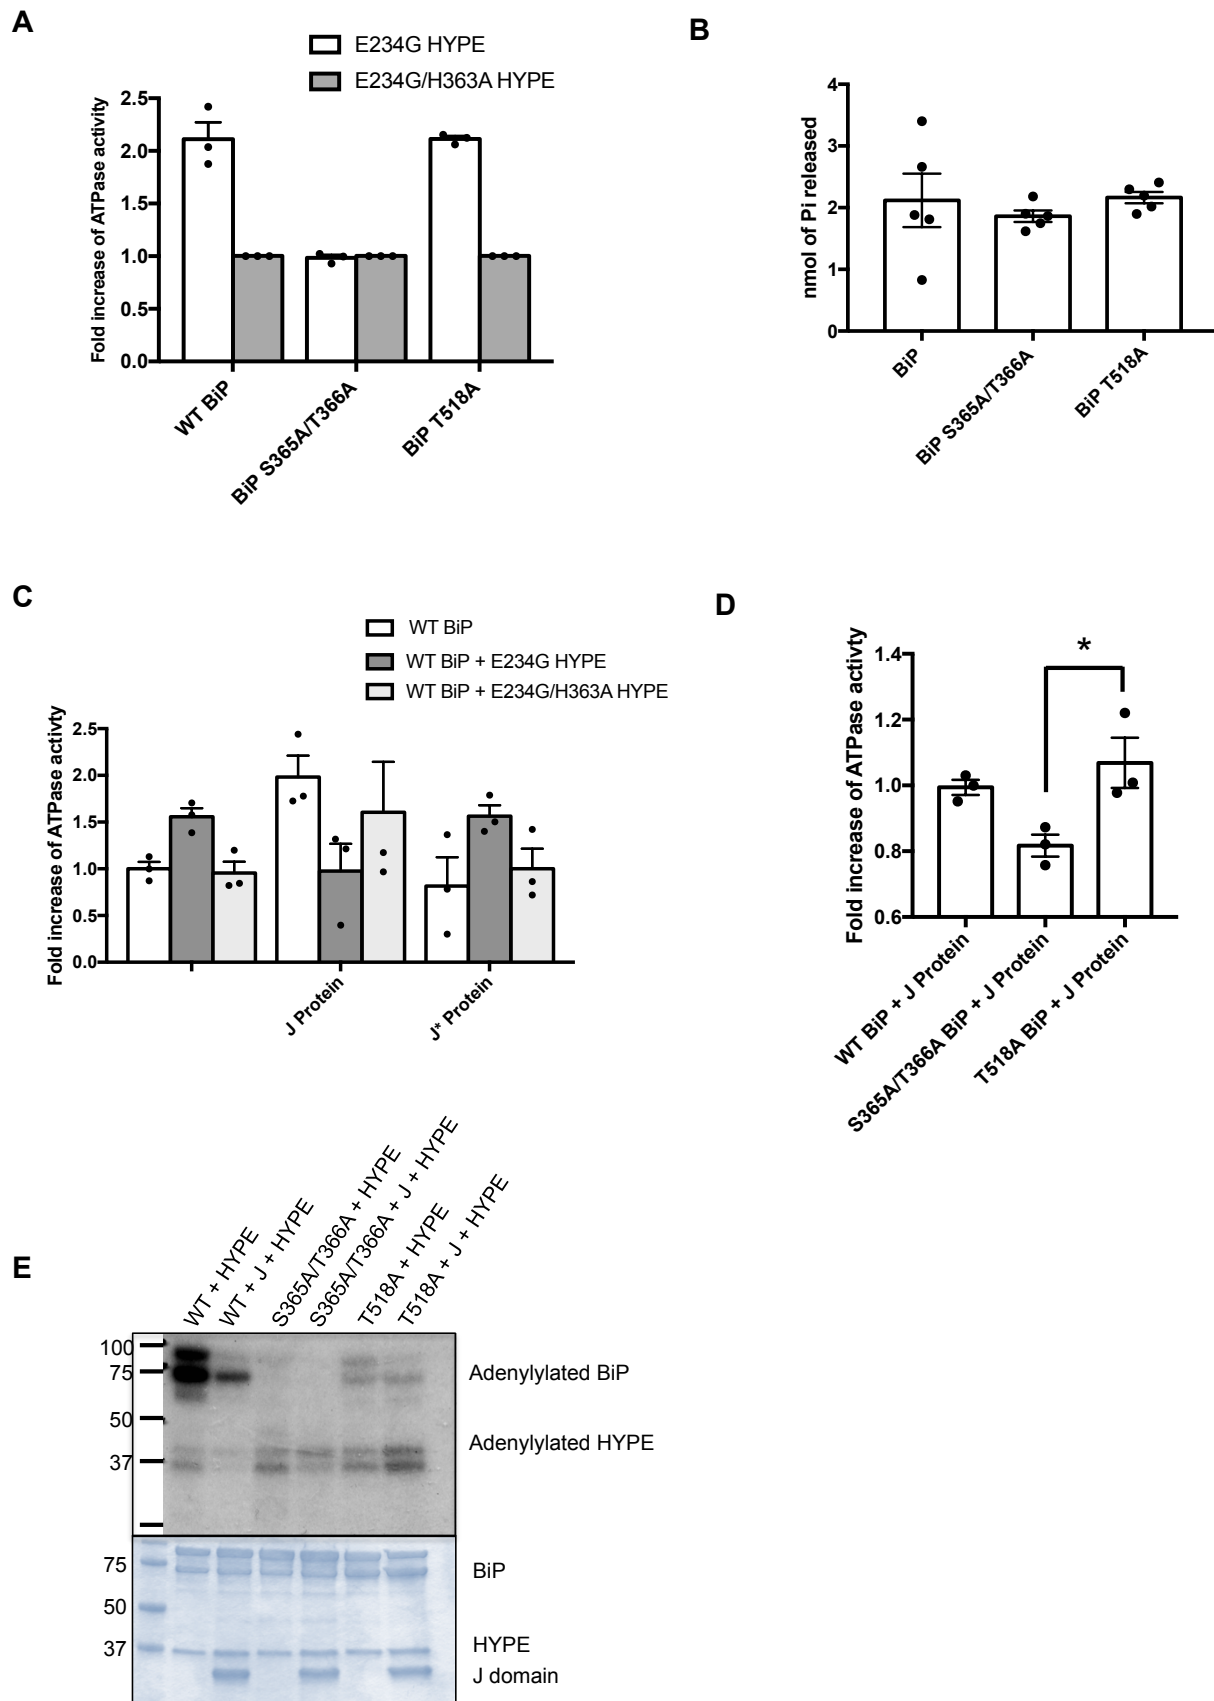 A
E234G HYPE
E234G/H363A HYPE
Fold increase of ATPase activity
2.5
2.0
1.5
1.0
0.5
0.0
WT BiP
BiP S365A/T366A
BiP T518A
B
nmol of Pi released
4
3
2
1
0
BiP
BiP S365A/T366A
BiP T518A
C
WT BiP
WT BiP + E234G HYPE
WT BiP + E234G/H363A HYPE
Fold increase of ATPase activty
2.5
2.0
1.5
1.0
0.5
0.0
J Protein
J* Protein
D
*
Fold increase of ATPase activty
1.4
1.2
1.0
0.8
0.6
WT BiP + J Protein
S365A/T366A BiP + J Protein
T518A BiP + J Protein
E
WT + HYPE
WT + J + HYPE
S365A/T366A + HYPE
S365A/T366A + J + HYPE
T518A + HYPE
T518A + J + HYPE
100
75
50
37
Adenylylated BiP
Adenylylated HYPE
75
50
37
BiP
HYPE
J domain